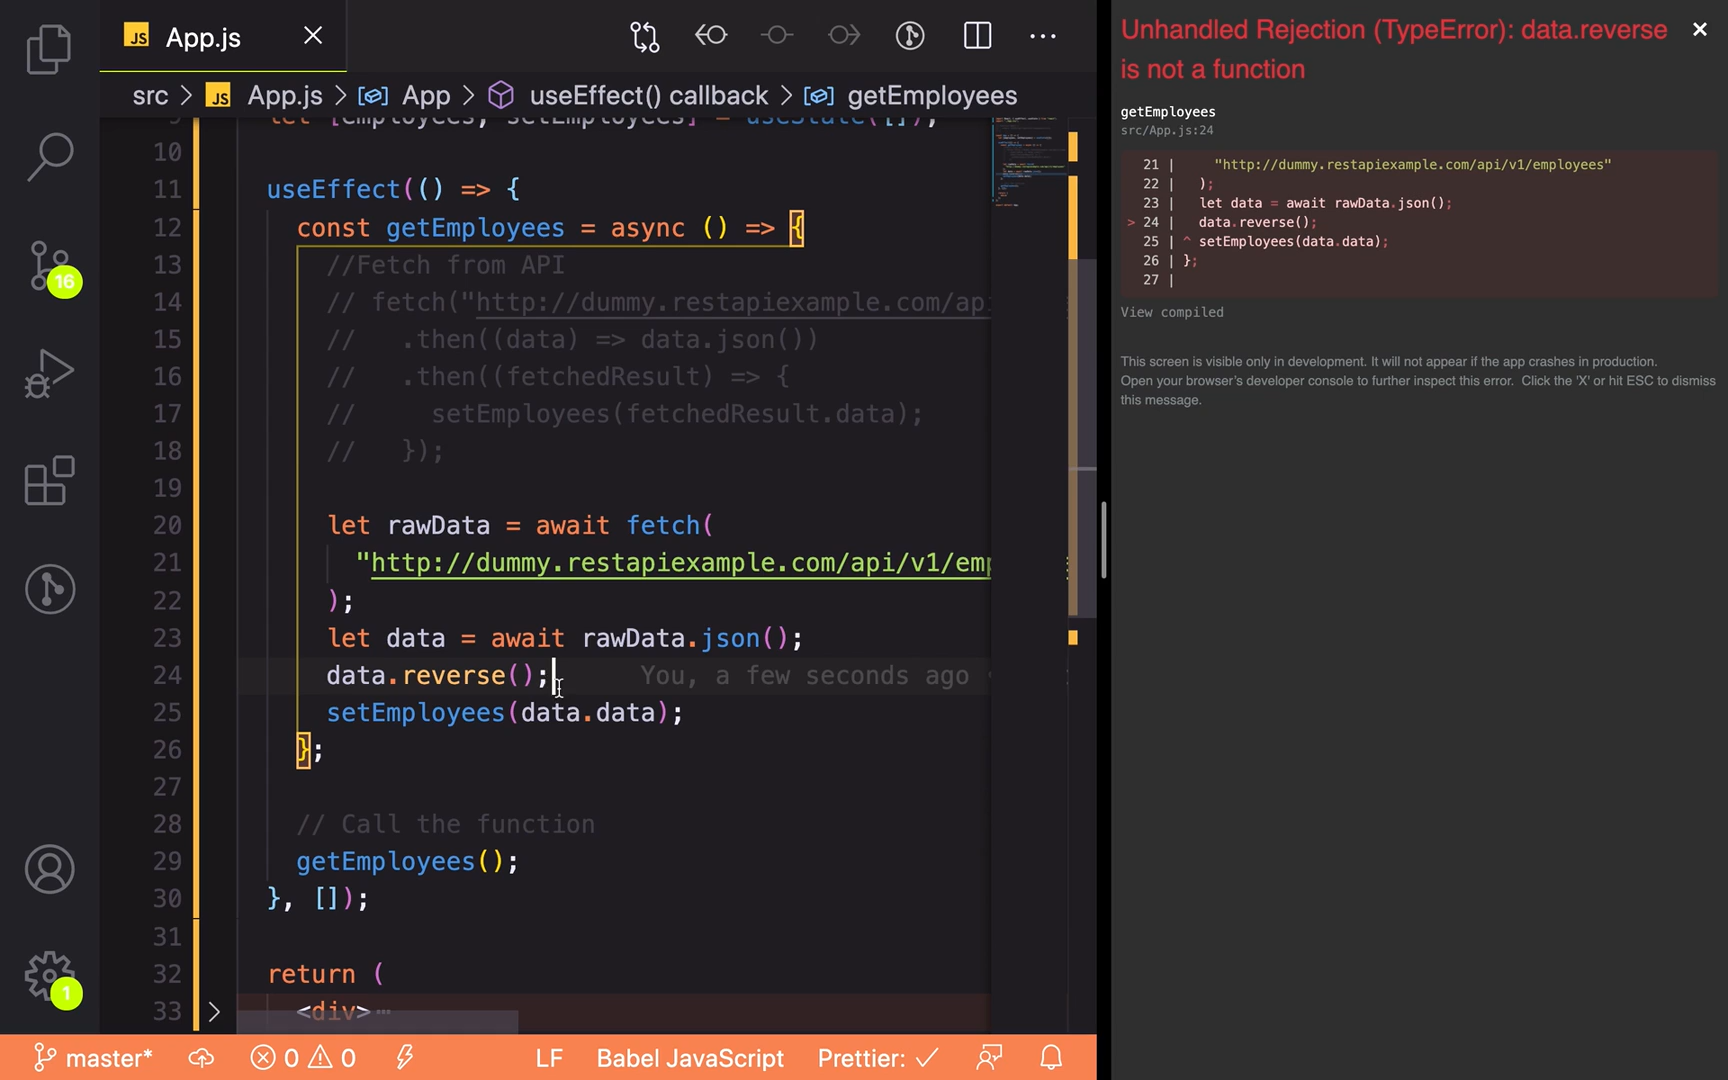 JS App.js
src > JS App.js > App > useEffect() callback > getEmployees
let [employees, setEmployees] = useState([]);
10
11 useEffect(() => {
12 const getEmployees = async () => {
13 //Fetch from API
14 // fetch("http://dummy.restapiexample.com/api
15 // .then((data) => data.json())
16 // .then((fetchedResult) => {
17 // setEmployees(fetchedResult.data);
18 // });
19
20 let rawData = await fetch(
21 "http://dummy.restapiexample.com/api/v1/emp
22 );
23 let data = await rawData.json();
24 data.reverse(); You, a few seconds ago
25 setEmployees(data.data);
26 };
27
28 // Call the function
29 getEmployees();
30 }, []);
31
32 return (
33 <div>
16
1
master* 0 0 LF Babel JavaScript Prettier: ✓
Unhandled Rejection (TypeError): data.reverse
is not a function
getEmployees
src/App.js:24
21 | "http://dummy.restapiexample.com/api/v1/employees"
22 | );
23 | let data = await rawData.json();
> 24 | data.reverse();
25 | ^ setEmployees(data.data);
26 | };
27 |
View compiled
This screen is visible only in development. It will not appear if the app crashes in production.
Open your browser's developer console to further inspect this error. Click the 'X' or hit ESC to dismiss
this message.